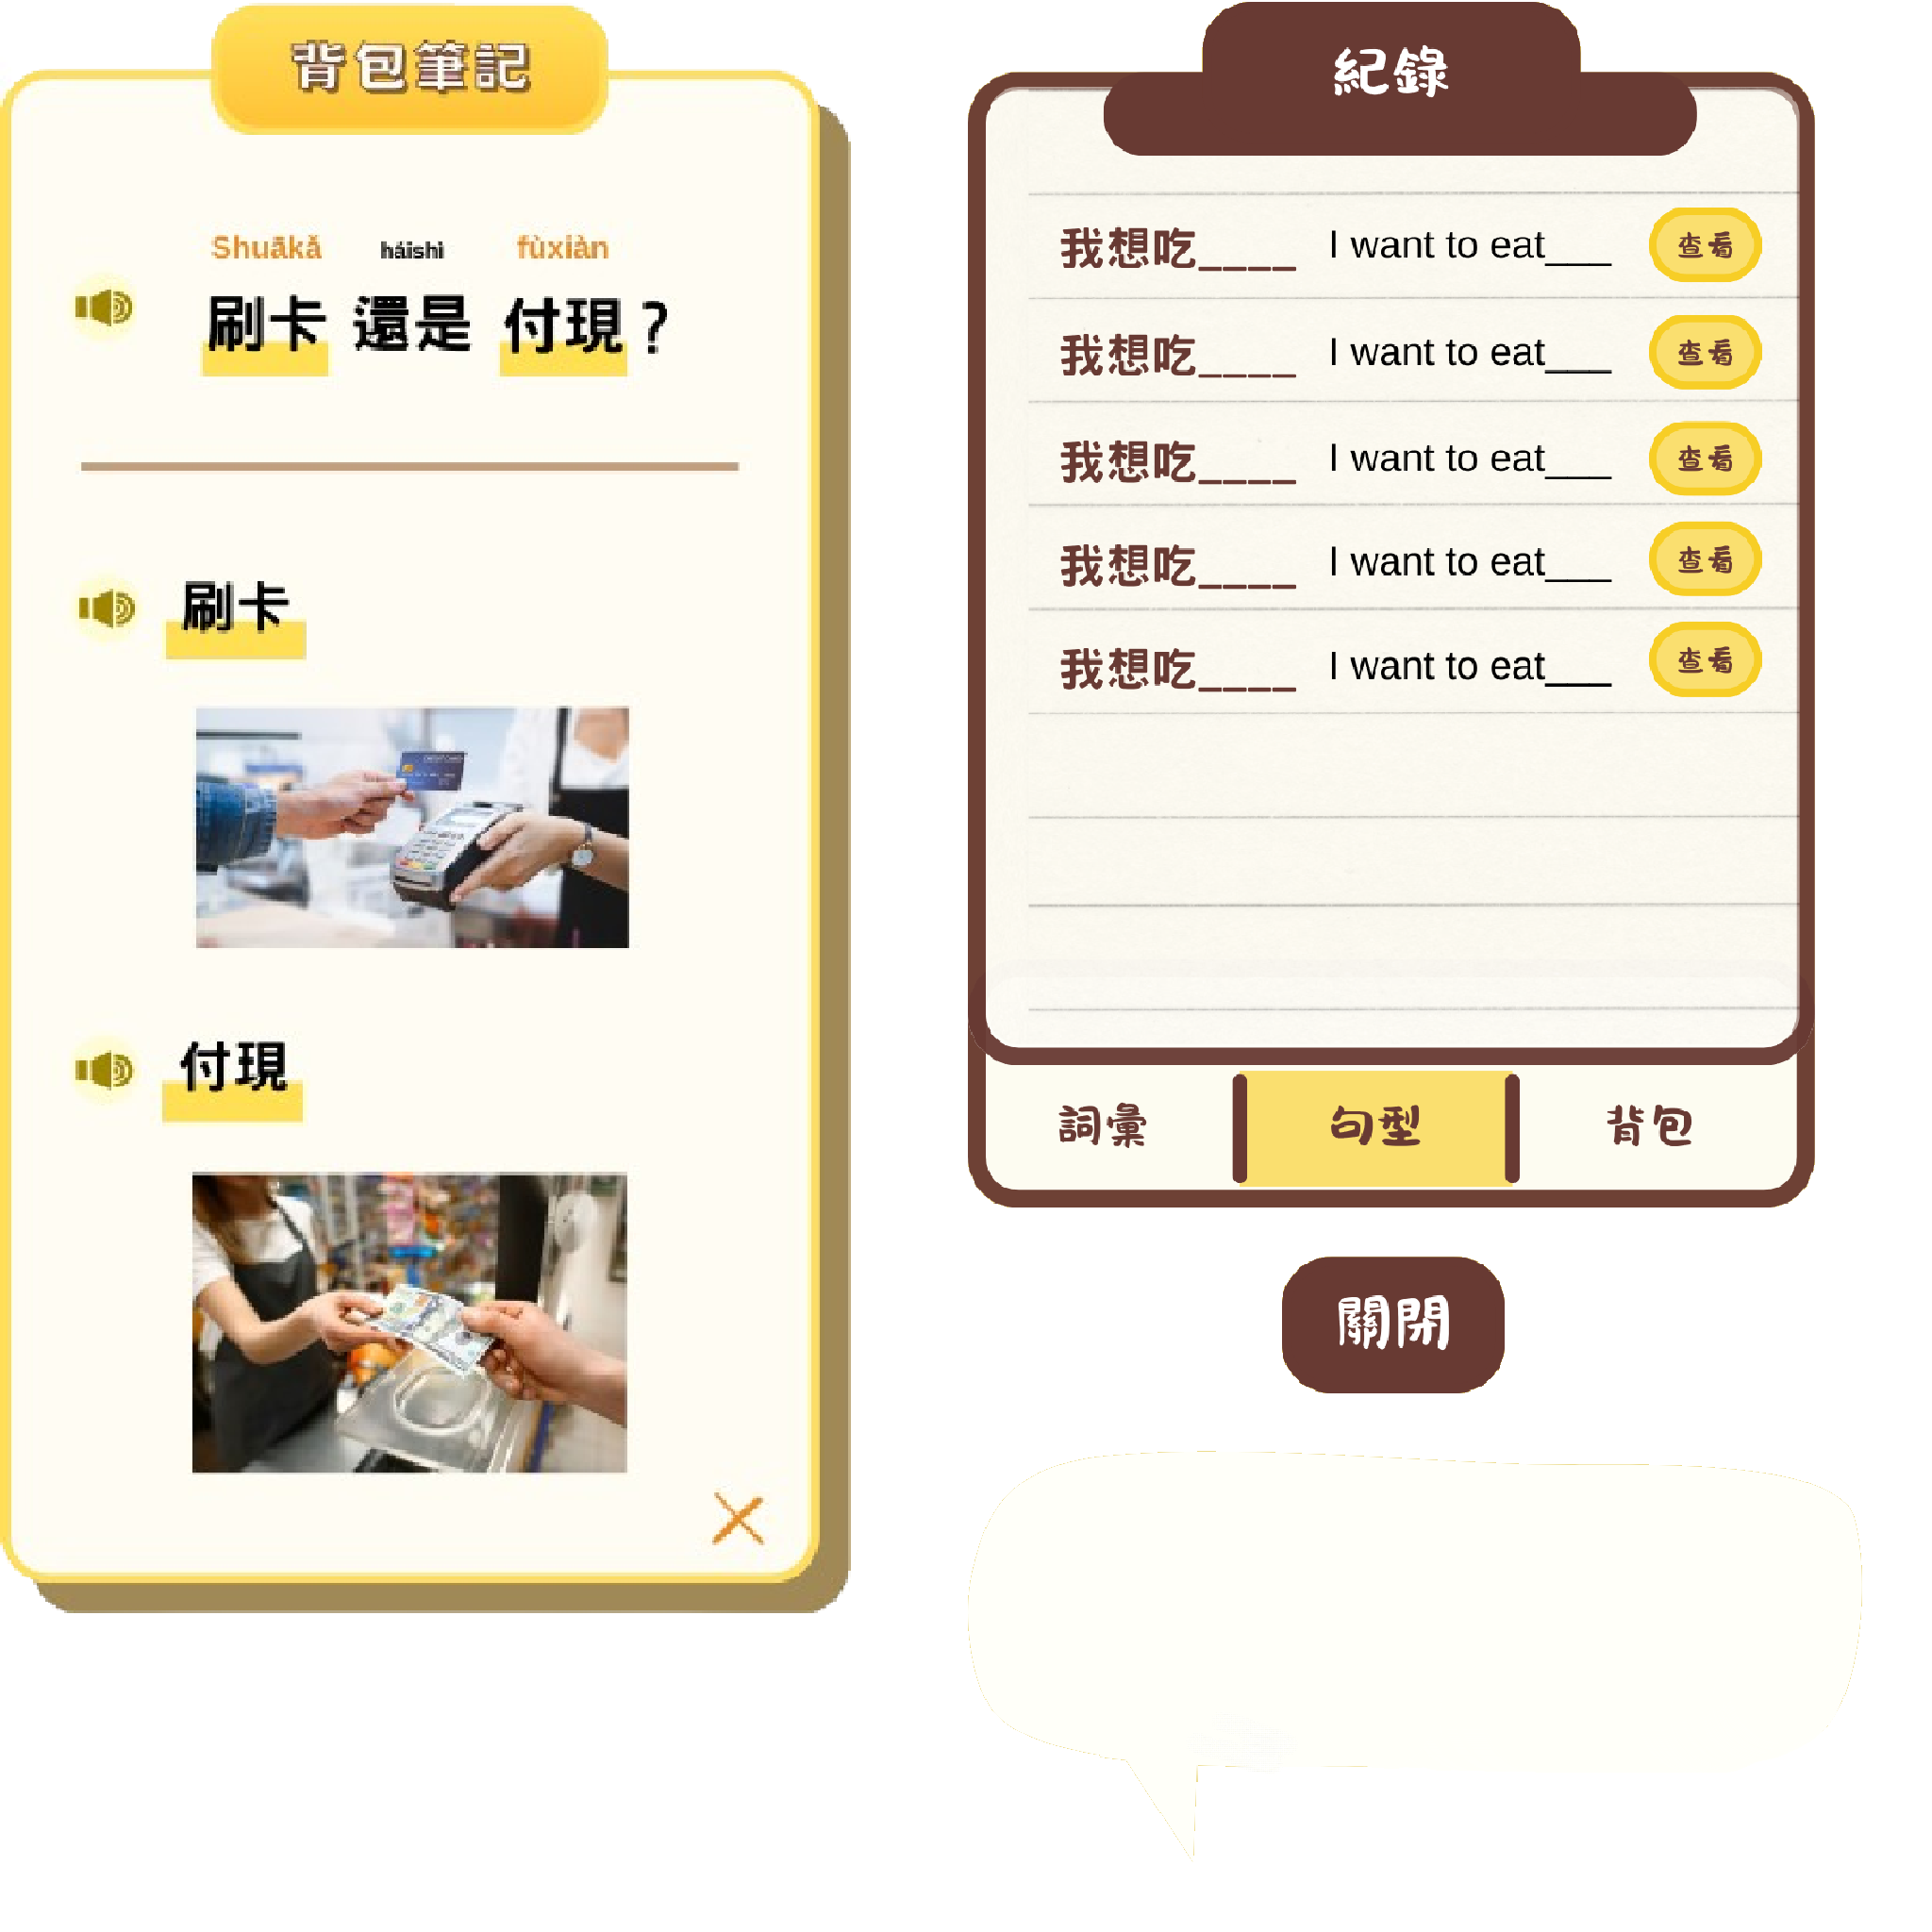 背包筆記
Shuākǎ háishì fùxiàn
刷卡 還是 付現？
刷卡
付現
紀錄
我想吃____ I want to eat___ 查看
我想吃____ I want to eat___ 查看
我想吃____ I want to eat___ 查看
我想吃____ I want to eat___ 查看
我想吃____ I want to eat___ 查看
詞彙 句型 背包
關閉